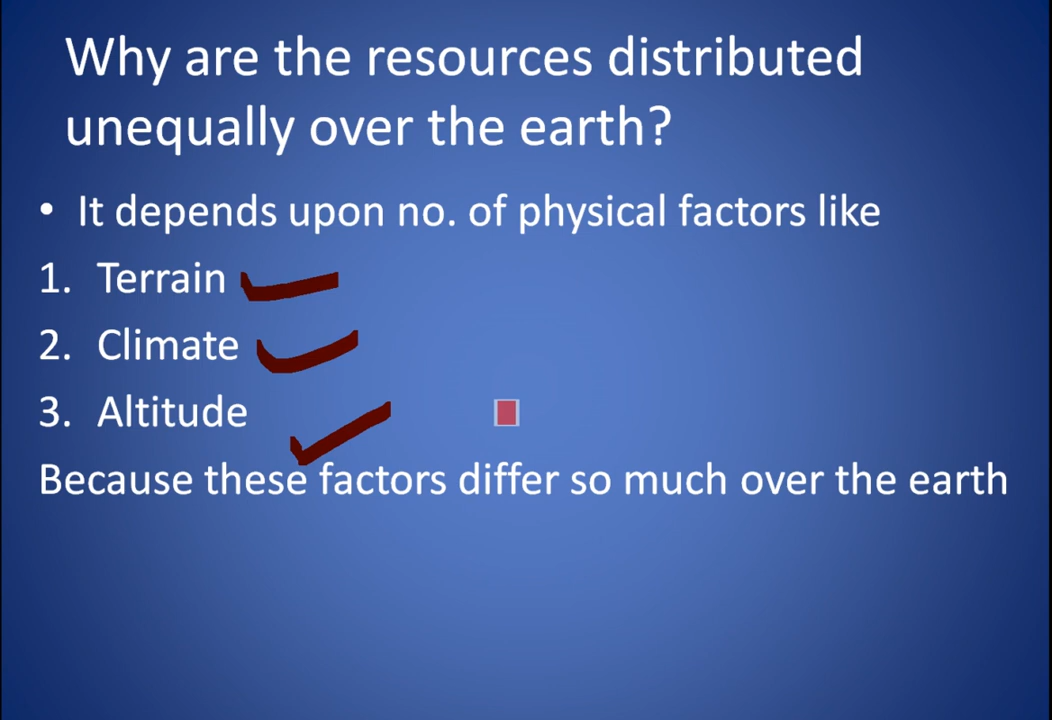 Why are the resources distributed
unequally over the earth?
• It depends upon no. of physical factors like
1. Terrain
2. Climate
3. Altitude
Because these factors differ so much over the earth